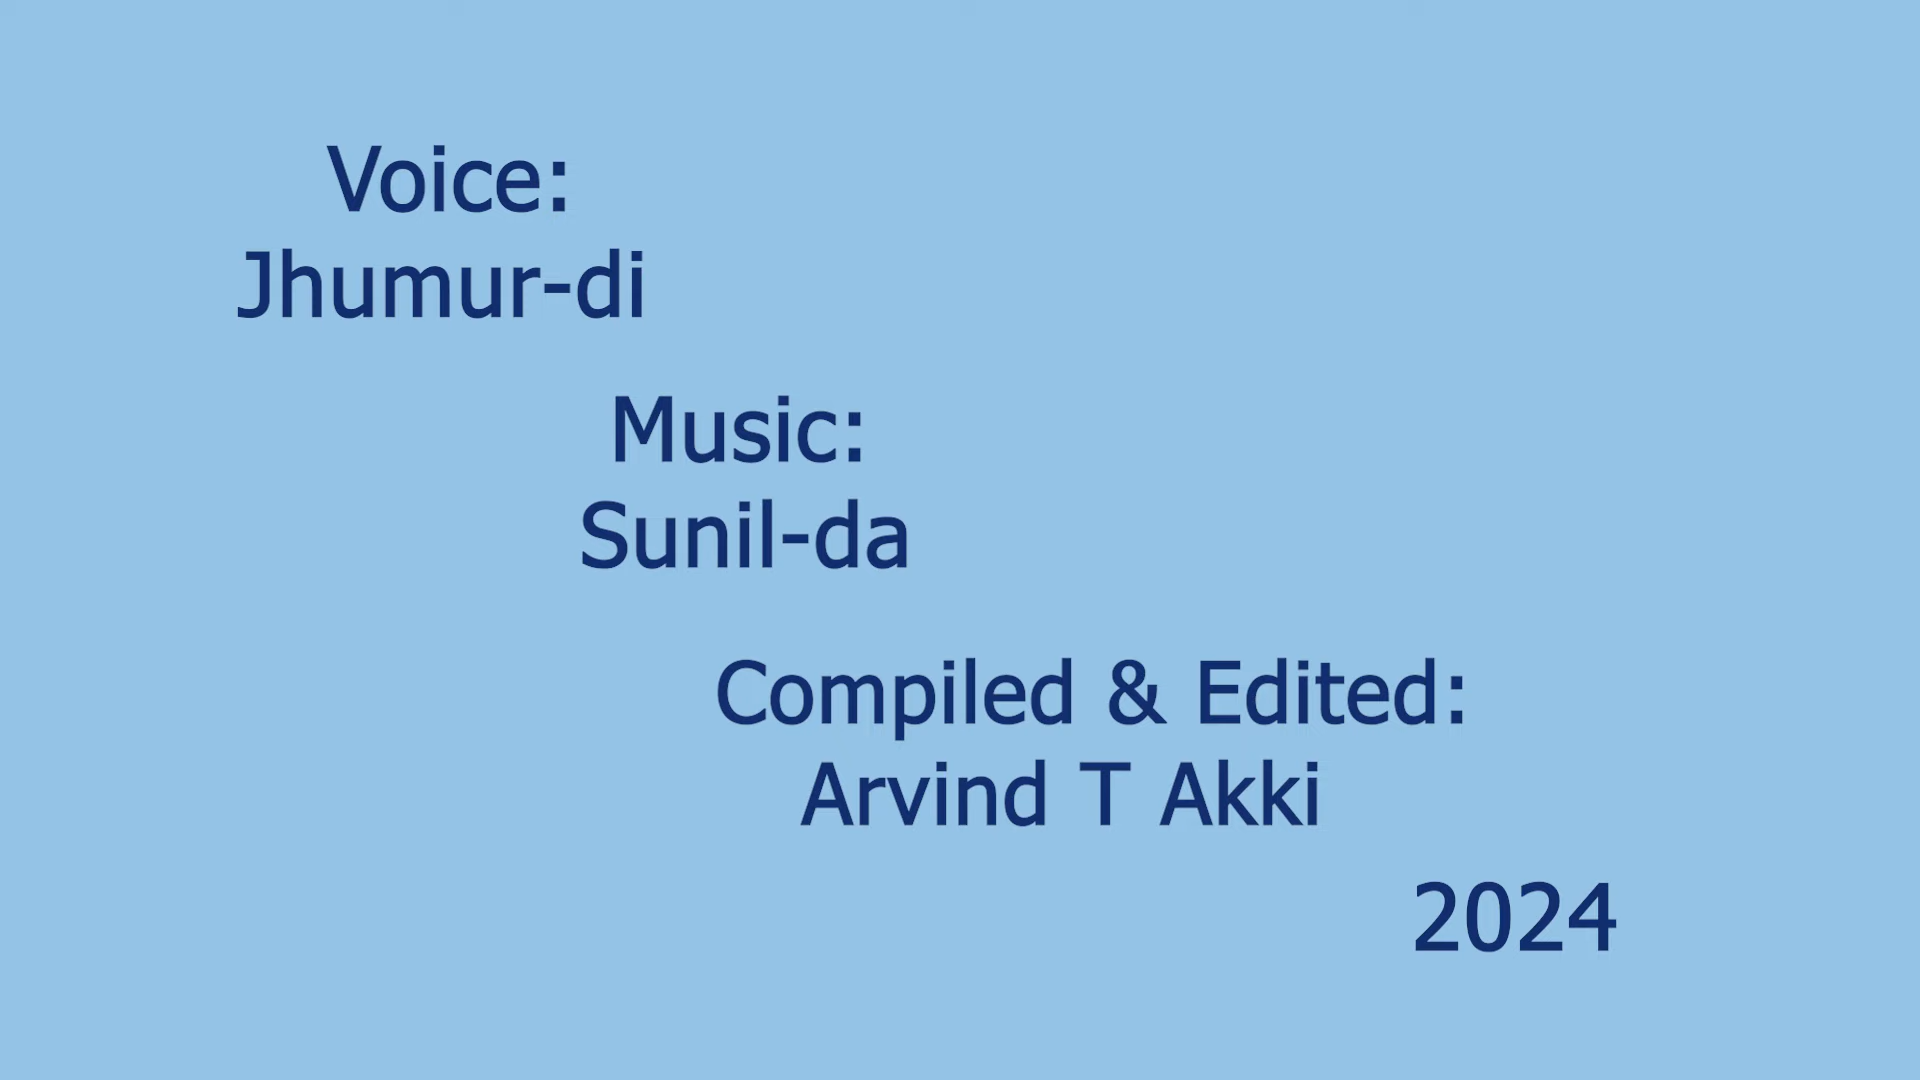 Voice:
Jhumur-di
Music:
Sunil-da
Compiled & Edited:
Arvind T Akki
2024